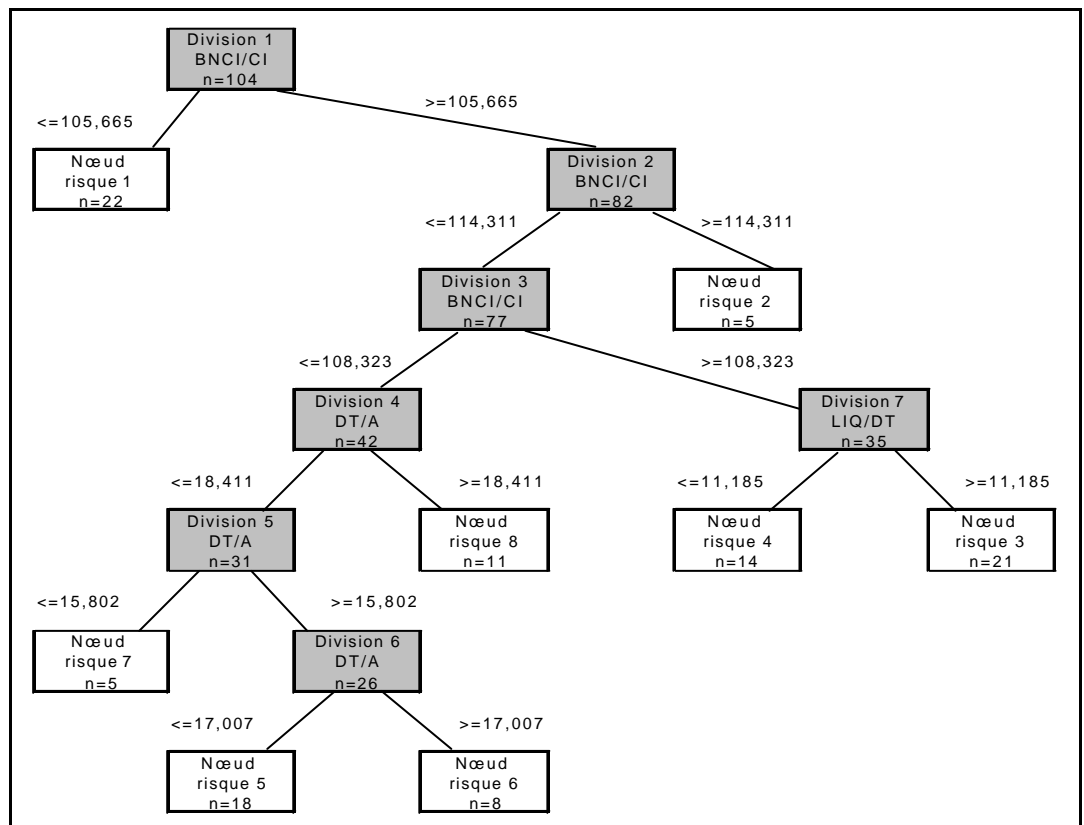 Division 1
BNCI/CI
n=104
<=105,665
>=105,665
Nœud
risque 1
n=22
Division 2
BNCI/CI
n=82
<=114,311
>=114,311
Division 3
BNCI/CI
n=77
Nœud
risque 2
n=5
<=108,323
>=108,323
Division 4
DT/A
n=42
Division 7
LIQ/DT
n=35
<=18,411
>=18,411
<=11,185
>=11,185
Division 5
DT/A
n=31
Nœud
risque 8
n=11
Nœud
risque 4
n=14
Nœud
risque 3
n=21
<=15,802
>=15,802
Nœud
risque 7
n=5
Division 6
DT/A
n=26
<=17,007
>=17,007
Nœud
risque 5
n=18
Nœud
risque 6
n=8